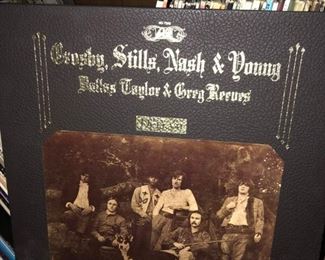 Crosby, Stills, Nash & Young
Dallas Taylor & Greg Reeves